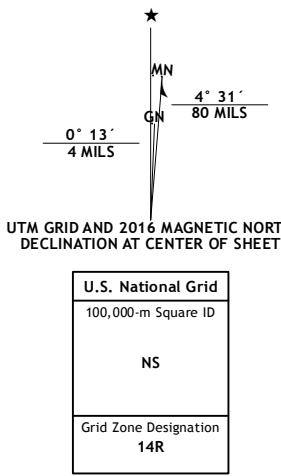 ★
MN
4° 31´
80 MILS
GN
0° 13´
4 MILS
UTM GRID AND 2016 MAGNETIC NORT
DECLINATION AT CENTER OF SHEET
U.S. National Grid
100,000-m Square ID
NS
Grid Zone Designation
14R